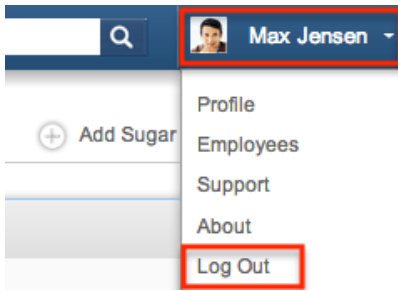 Max Jensen
Profile
Add Sugar
Employees
Support
About
Log Out